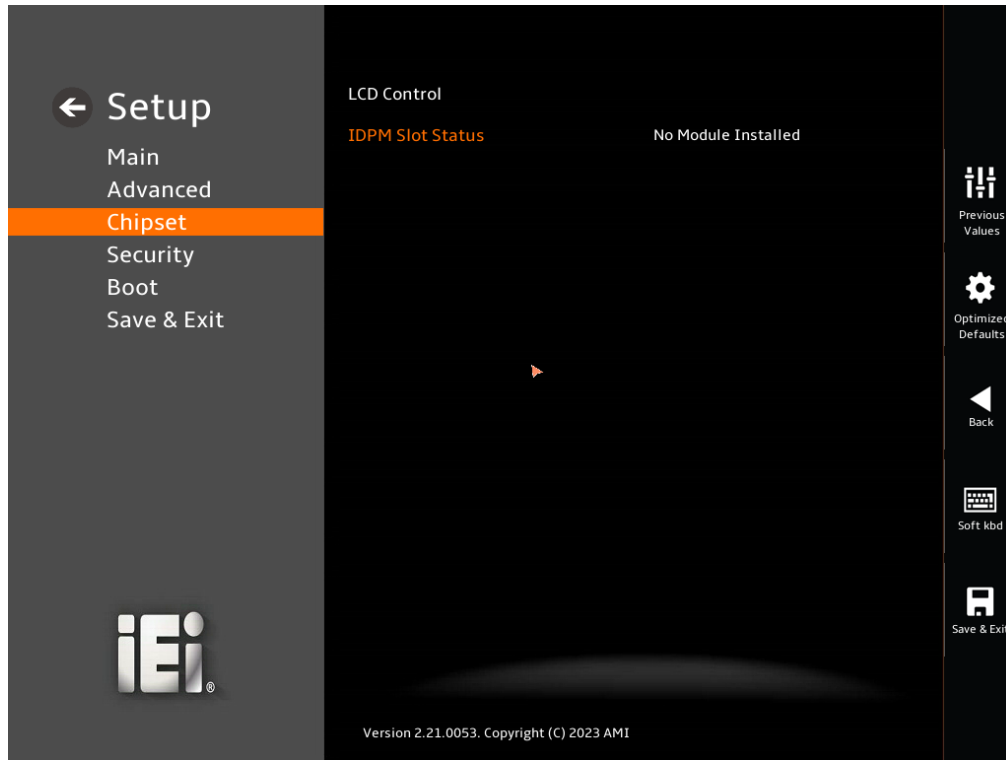 Setup
Main
Advanced
Chipset
Security
Boot
Save & Exit
iEi®
LCD Control
IDPM Slot Status No Module Installed
Version 2.21.0053. Copyright (C) 2023 AMI
Previous
Values
Optimized
Defaults
Back
Soft kbd
Save & Exit